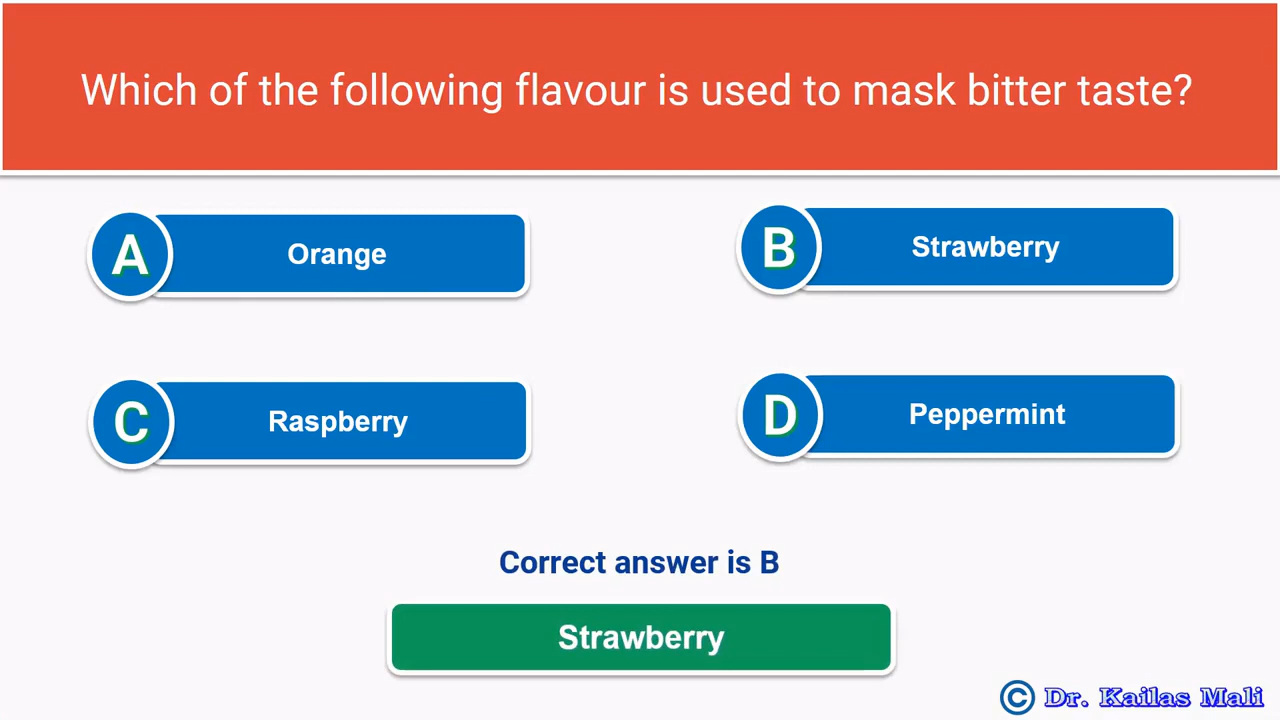 Which of the following flavour is used to mask bitter taste?
A Orange
B Strawberry
C Raspberry
D Peppermint
Correct answer is B
Strawberry
© Dr. Kailas Mali